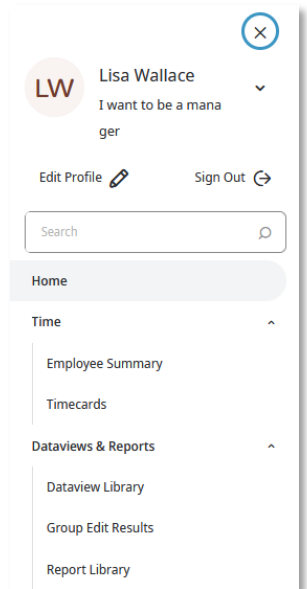 LW
Lisa Wallace
I want to be a mana
ger
Edit Profile
Sign Out
Search
Home
Time
Employee Summary
Timecards
Dataviews & Reports
Dataview Library
Group Edit Results
Report Library